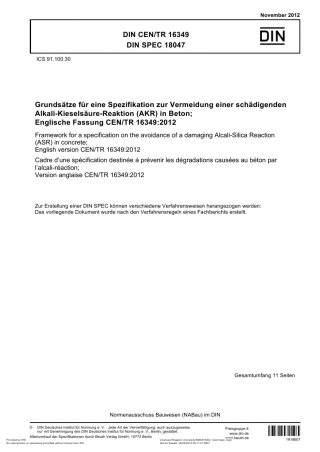 November 2012
DIN CEN/TR 16349
DIN SPEC 18047
DIN
ICS 91.100.30
Grundsätze für eine Spezifikation zur Vermeidung einer schädigenden
Alkali-Kieselsäure-Reaktion (AKR) in Beton;
Englische Fassung CEN/TR 16349:2012
Framework for a specification on the avoidance of a damaging Alcali-Silica Reaction
(ASR) in concrete;
English version CEN/TR 16349:2012
Cadre d'une spécification destinée à prévenir les dégradations causées au béton par
l'alcali-réaction;
Version anglaise CEN/TR 16349:2012
Zur Erstellung einer DIN SPEC können verschiedene Verfahrensweisen herangezogen werden:
Das vorliegende Dokument wurde nach den Verfahrensregeln eines Fachberichts erstellt.
Gesamtumfang 11 Seiten
Normenausschuss Bauwesen (NABau) im DIN
© DIN Deutsches Institut für Normung e. V. · Jede Art der Vervielfältigung, auch auszugsweise,
nur mit Genehmigung des DIN Deutsches Institut für Normung e. V., Berlin, gestattet.
Alleinverkauf der Spezifikationen durch Beuth Verlag GmbH, 10772 Berlin
Preisgruppe 8
www.din.de
www.beuth.de